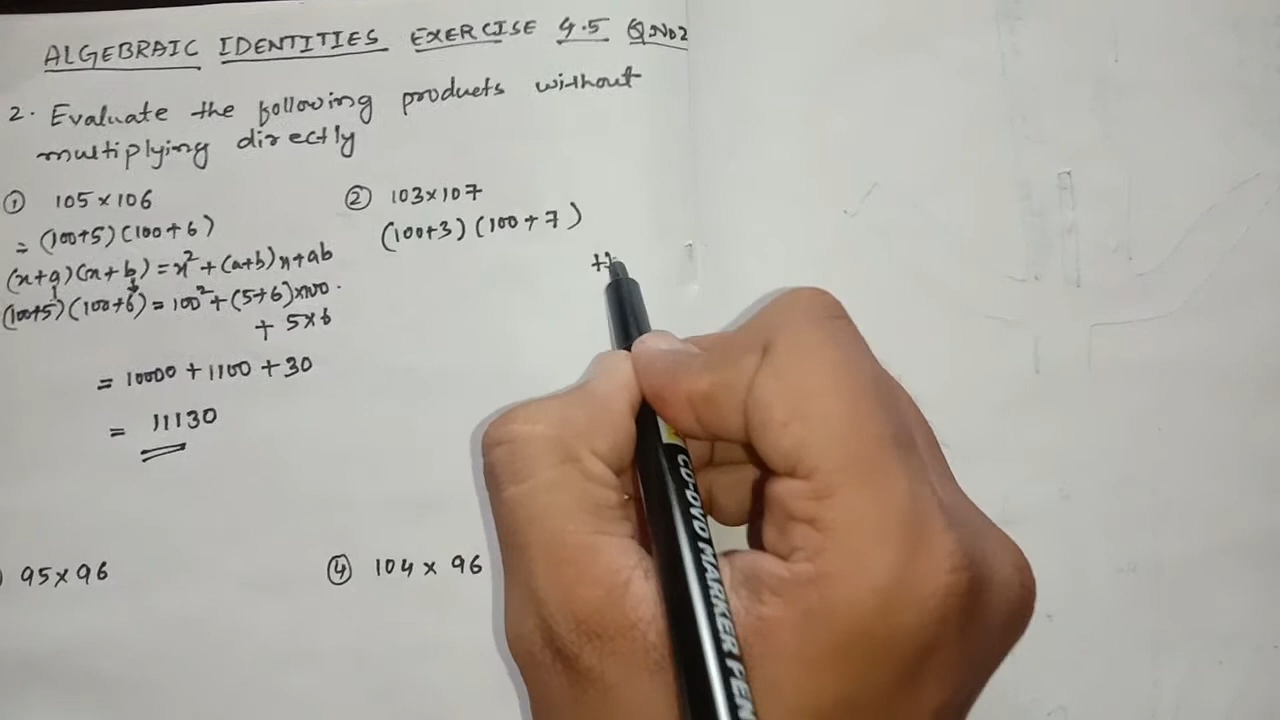 ALGEBRAIC IDENTITIES EXERCISE 4.5 QNO2
2. Evaluate the following products without
multiplying directly
① 105 × 106
= (100+5) (100+6)
(x+a)(x+b) = x² + (a+b)x + ab
(100+5) (100+6) = 100² + (5+6)×100
+ 5×6
= 10000 + 1100 + 30
= 11130
② 103×107
(100+3) (100+7)
95×96
④ 104 × 96
CD-DVD MARKER PEN